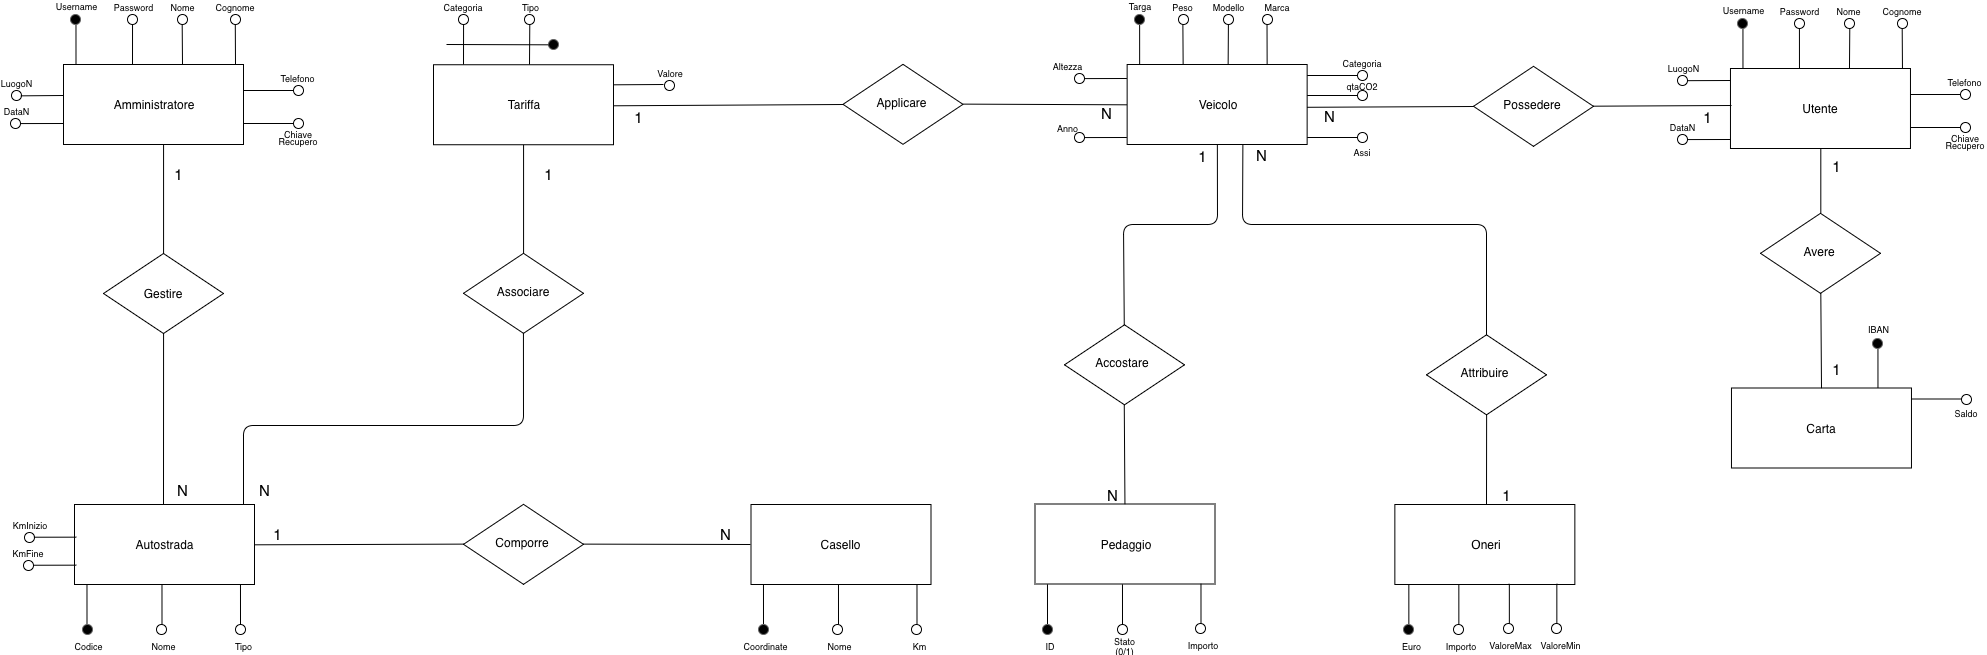 Username Password Nome Cognome
LuogoN
DataN
Amministratore
Telefono
Chiave
Recupero
1
Categoria Tipo
Tariffa
Valore
1
1
Applicare
Targa Peso Modello Marca
Altezza
Anno
N
Veicolo
Categoria
qtaCO2
Assi
N
1
N
Possedere
Username Password Nome Cognome
LuogoN
DataN
1
Utente
Telefono
Chiave
Recupero
1
Gestire
Associare
Avere
Accostare
Attribuire
IBAN
1
Carta
Saldo
N
N
KmInizio
KmFine
Autostrada
1
Codice Nome Tipo
Comporre
N
Casello
Coordinate Nome Km
N
Pedaggio
ID
Stato
(0/1)
Importo
1
Oneri
Euro Importo ValoreMax ValoreMin